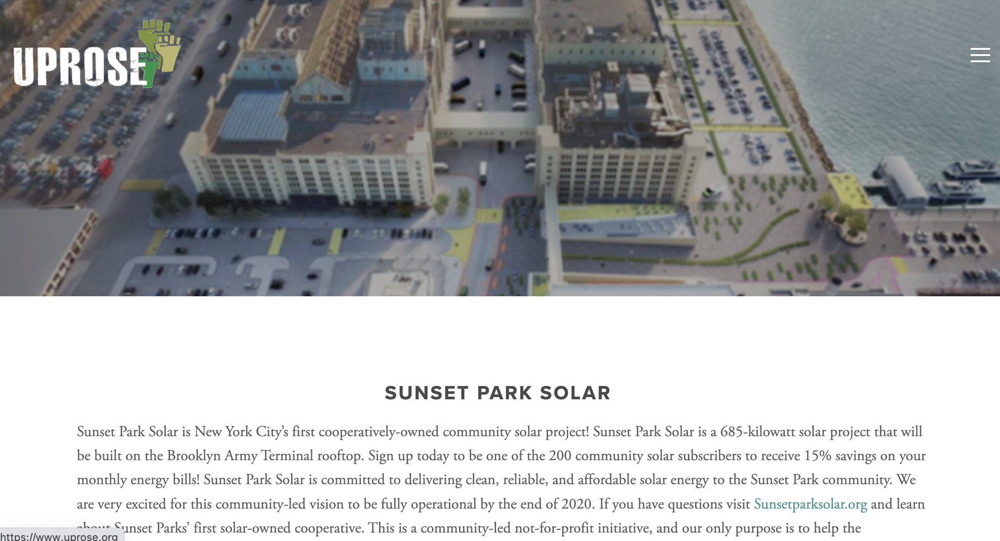 UPROSE
SUNSET PARK SOLAR
Sunset Park Solar is New York City’s first cooperatively-owned community solar project! Sunset Park Solar is a 685-kilowatt solar project that will
be built on the Brooklyn Army Terminal rooftop. Sign up today to be one of the 200 community solar subscribers to receive 15% savings on your
monthly energy bills! Sunset Park Solar is committed to delivering clean, reliable, and affordable solar energy to the Sunset Park community. We
are very excited for this community-led vision to be fully operational by the end of 2020. If you have questions visit Sunsetparksolar.org and learn
about Sunset Parks’ first solar-owned cooperative. This is a community-led not-for-profit initiative, and our only purpose is to help the
https://www.uprose.org